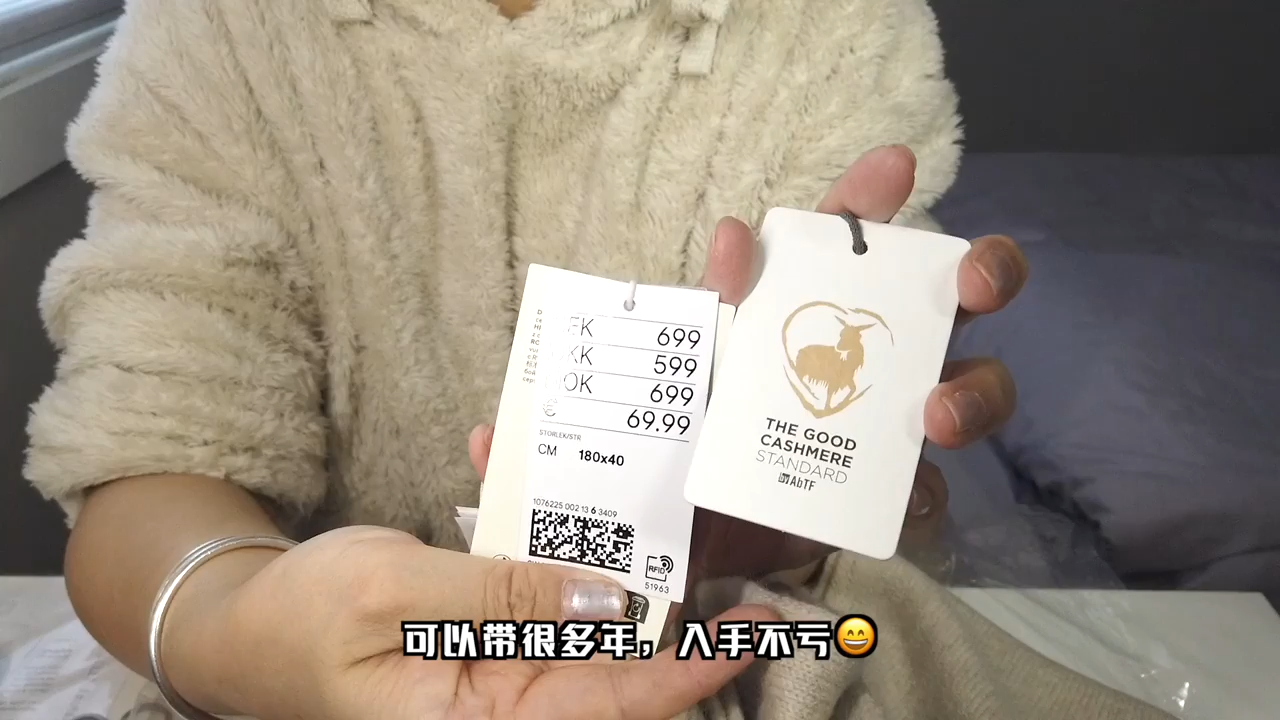 699
KK 599
OK 699
€ 69.99
STORLEK/STR
CM 180x40
1076225 002 13 6 3409
RFID
51963
THE GOOD
CASHMERE
STANDARD
by AbTF
可以带很多年，入手不亏😄